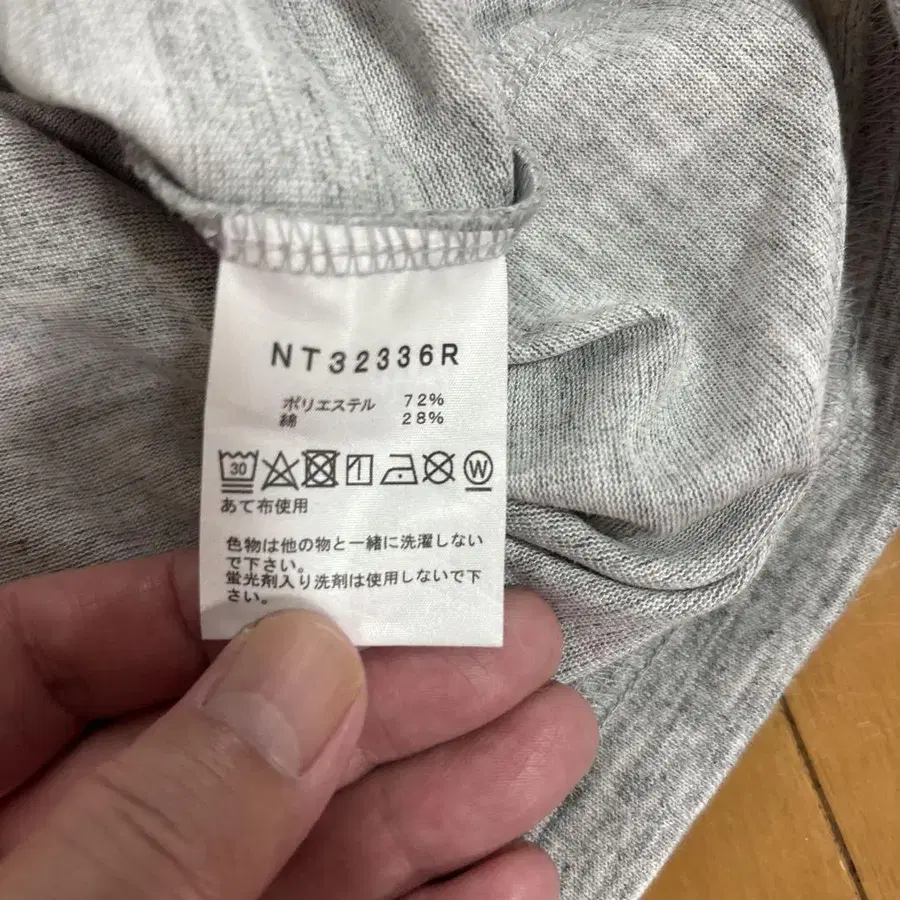 NT32336R
ポリエステル 72%
綿 28%
30 W
あて布使用
色物は他の物と一緒に洗濯しない
で下さい。
蛍光剤入り洗剤は使用しないで下
さい。